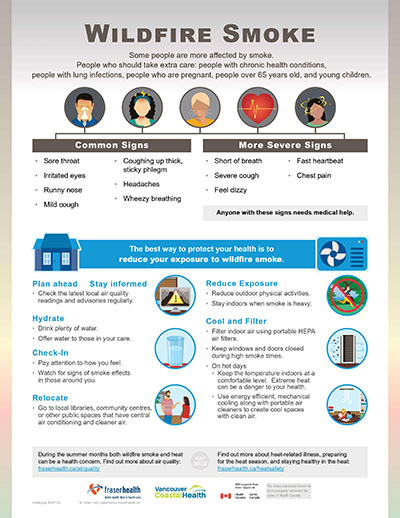 WILDFIRE SMOKE
Some people are more affected by smoke.
People who should take extra care: people with chronic health conditions,
people with lung infections, people who are pregnant, people over 65 years old, and young children.
Common Signs
• Sore throat
• Irritated eyes
• Runny nose
• Mild cough
• Coughing up thick,
sticky phlegm
• Headaches
• Wheezy breathing
More Severe Signs
• Short of breath
• Severe cough
• Feel dizzy
• Fast heartbeat
• Chest pain
Anyone with these signs needs medical help.
The best way to protect your health is to
reduce your exposure to wildfire smoke.
Plan ahead Stay informed
• Check the latest local air quality
readings and advisories regularly.
Hydrate
• Drink plenty of water.
• Offer water to those in your care.
Check-In
• Pay attention to how you feel.
• Watch for signs of smoke effects
in those around you.
Relocate
• Go to local libraries, community centres,
or other public spaces that have central
air conditioning and cleaner air.
Reduce Exposure
• Reduce outdoor physical activities.
• Stay indoors when smoke is heavy.
Cool and Filter
• Filter indoor air using portable HEPA
air filters.
• Keep windows and doors closed
during high smoke times.
• On hot days
• Keep the temperature indoors at a
comfortable level. Extreme heat
can be a danger to your health.
• Use energy efficient, mechanical
cooling along with portable air
cleaners to create cool spaces
with clean air.
During the summer months both wildfire smoke and heat
can be a health concern. Find out more about air quality:
fraserhealth.ca/airquality
MAY
2022
Find out more about heat-related illness, preparing
for the heat season, and staying healthy in the heat:
fraserhealth.ca/heatsafety
fraserhealth
Better health. Best in health care.
Vancouver
CoastalHealth
Health Canada
Santé Canada